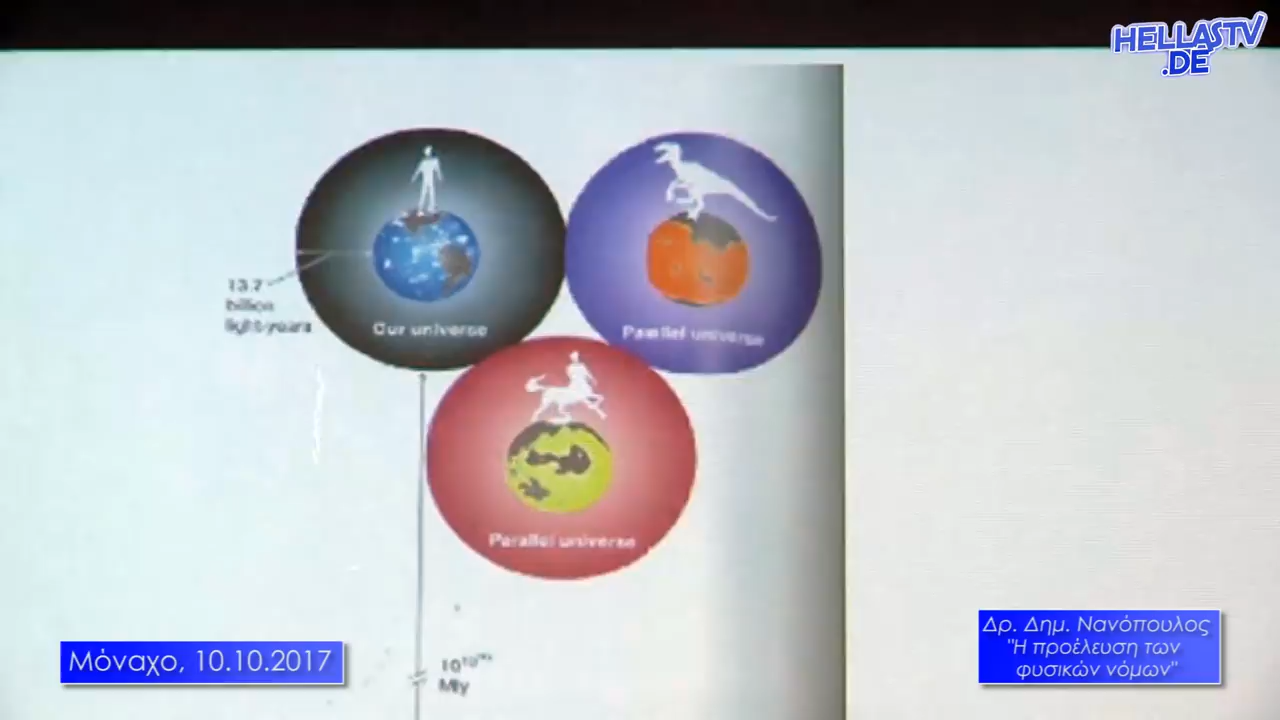 HELLASTV
.DE
13.7
billion
light-years
Our universe
Parallel universe
Parallel universe
Mly
Μόναχο, 10.10.2017
Δρ. Δημ. Νανόπουλος
"Η προέλευση των
φυσικών νόμων"